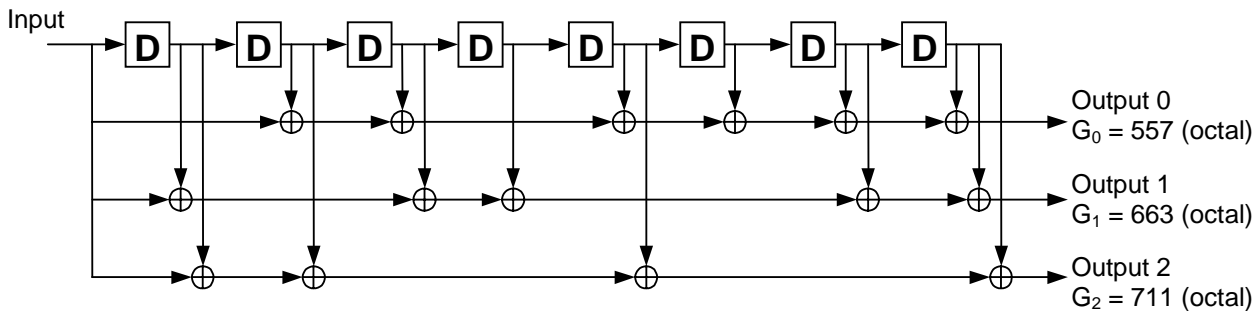 Input
D D D D D D D D
Output 0
G₀ = 557 (octal)
Output 1
G₁ = 663 (octal)
Output 2
G₂ = 711 (octal)